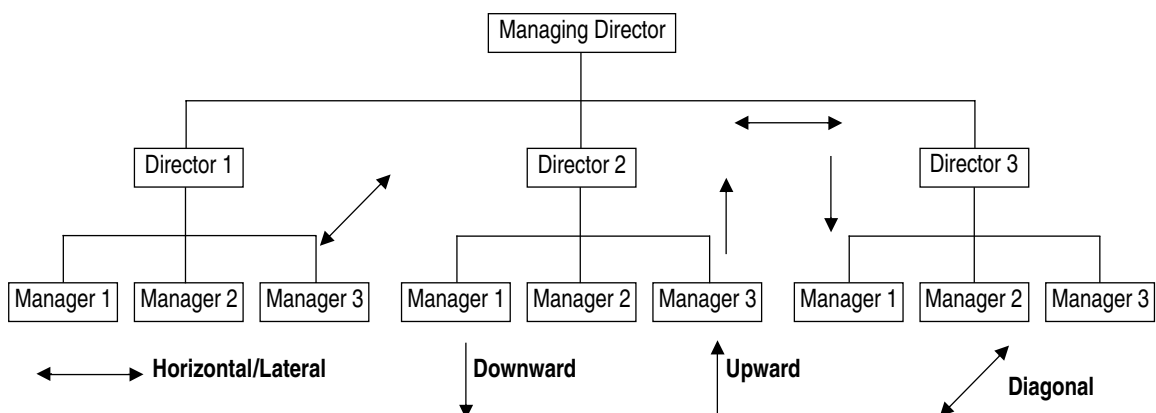 Managing Director
Director 1 Director 2 Director 3
Manager 1 Manager 2 Manager 3 Manager 1 Manager 2 Manager 3 Manager 1 Manager 2 Manager 3
Horizontal/Lateral Downward Upward Diagonal